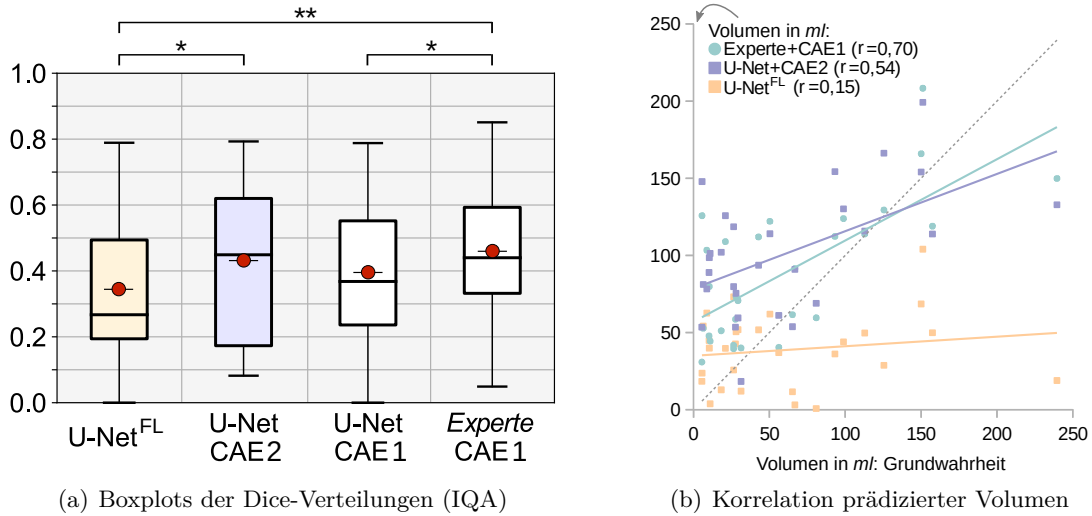 **
*
*
1.0
0.8
0.6
0.4
0.2
0.0
U-Net^FL
U-Net
CAE2
U-Net
CAE1
Experte
CAE1
(a) Boxplots der Dice-Verteilungen (IQA)
250
200
150
100
50
0
Volumen in ml:
Experte+CAE1 (r=0,70)
U-Net+CAE2 (r=0,54)
U-Net^FL (r=0,15)
0
50
100
150
200
250
Volumen in ml: Grundwahrheit
(b) Korrelation prädizierter Volumen